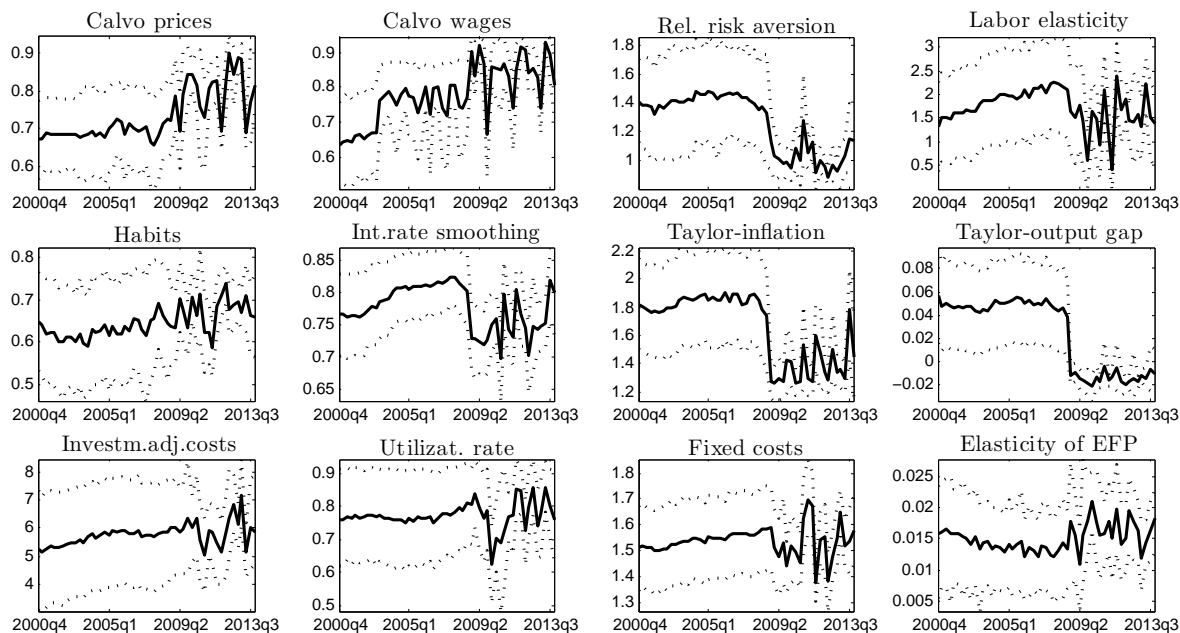 Calvo prices
Calvo wages
Rel. risk aversion
Labor elasticity
0.9
0.8
0.7
0.6
2000q4 2005q1 2009q2 2013q3
0.9
0.8
0.7
0.6
2000q4 2005q1 2009q2 2013q3
1.8
1.6
1.4
1.2
1
2000q4 2005q1 2009q2 2013q3
3
2.5
2
1.5
1
0.5
2000q4 2005q1 2009q2 2013q3
Habits
Int.rate smoothing
Taylor-inflation
Taylor-output gap
0.8
0.7
0.6
0.5
2000q4 2005q1 2009q2 2013q3
0.85
0.8
0.75
0.7
0.65
2000q4 2005q1 2009q2 2013q3
2.2
2
1.8
1.6
1.4
1.2
2000q4 2005q1 2009q2 2013q3
0.08
0.06
0.04
0.02
0
−0.02
2000q4 2005q1 2009q2 2013q3
Investm.adj.costs
Utilizat. rate
Fixed costs
Elasticity of EFP
8
7
6
5
4
2000q4 2005q1 2009q2 2013q3
0.9
0.8
0.7
0.6
0.5
2000q4 2005q1 2009q2 2013q3
1.8
1.7
1.6
1.5
1.4
1.3
2000q4 2005q1 2009q2 2013q3
0.025
0.02
0.015
0.01
0.005
2000q4 2005q1 2009q2 2013q3